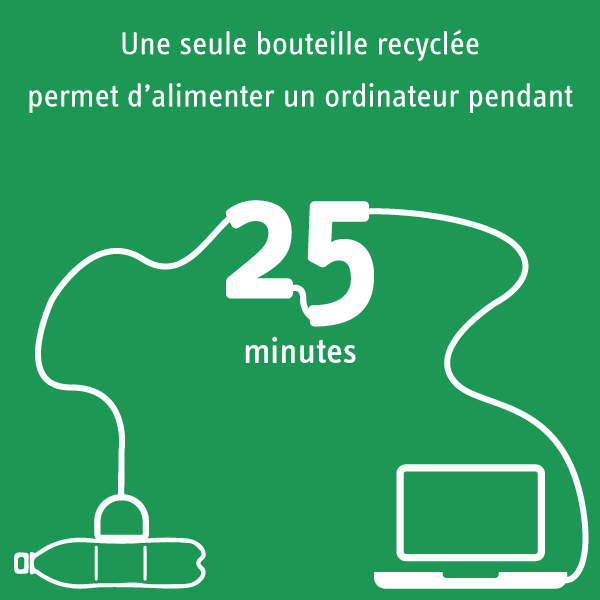 Une seule bouteille recyclée
permet d’alimenter un ordinateur pendant
25
minutes